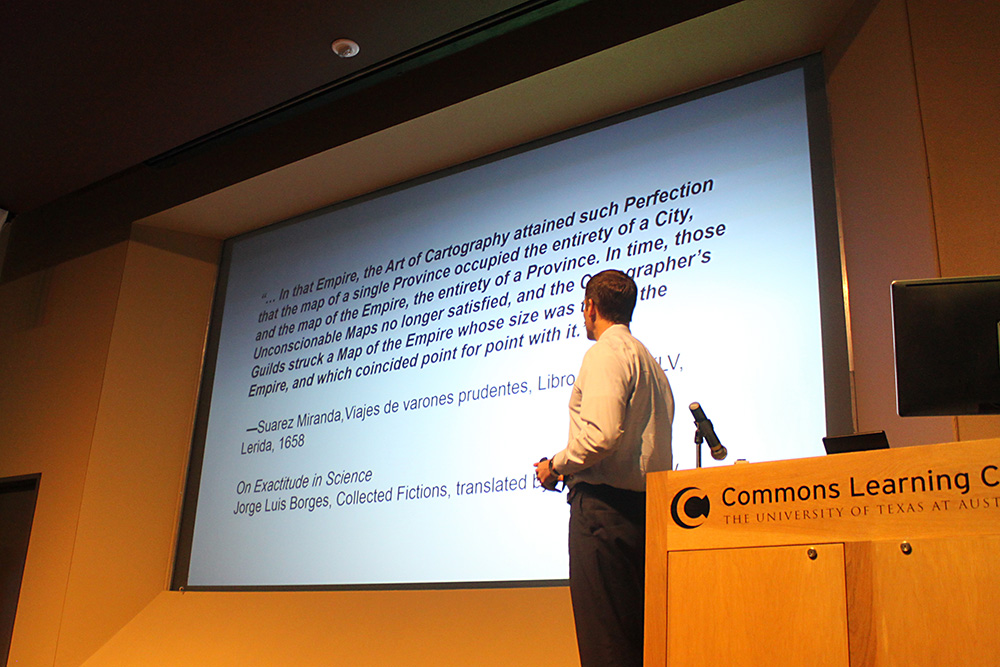 “... In that Empire, the Art of Cartography attained such Perfection
that the map of a single Province occupied the entirety of a City,
and the map of the Empire, the entirety of a Province. In time, those
Unconscionable Maps no longer satisfied, and the Cartographer’s
Guilds struck a Map of the Empire whose size was the
Empire, and which coincided point for point with it.
—Suarez Miranda,Viajes de varones prudentes, Libro LV,
Lerida, 1658
On Exactitude in Science
Jorge Luis Borges, Collected Fictions, translated
Commons Learning C
THE UNIVERSITY OF TEXAS AT AUST